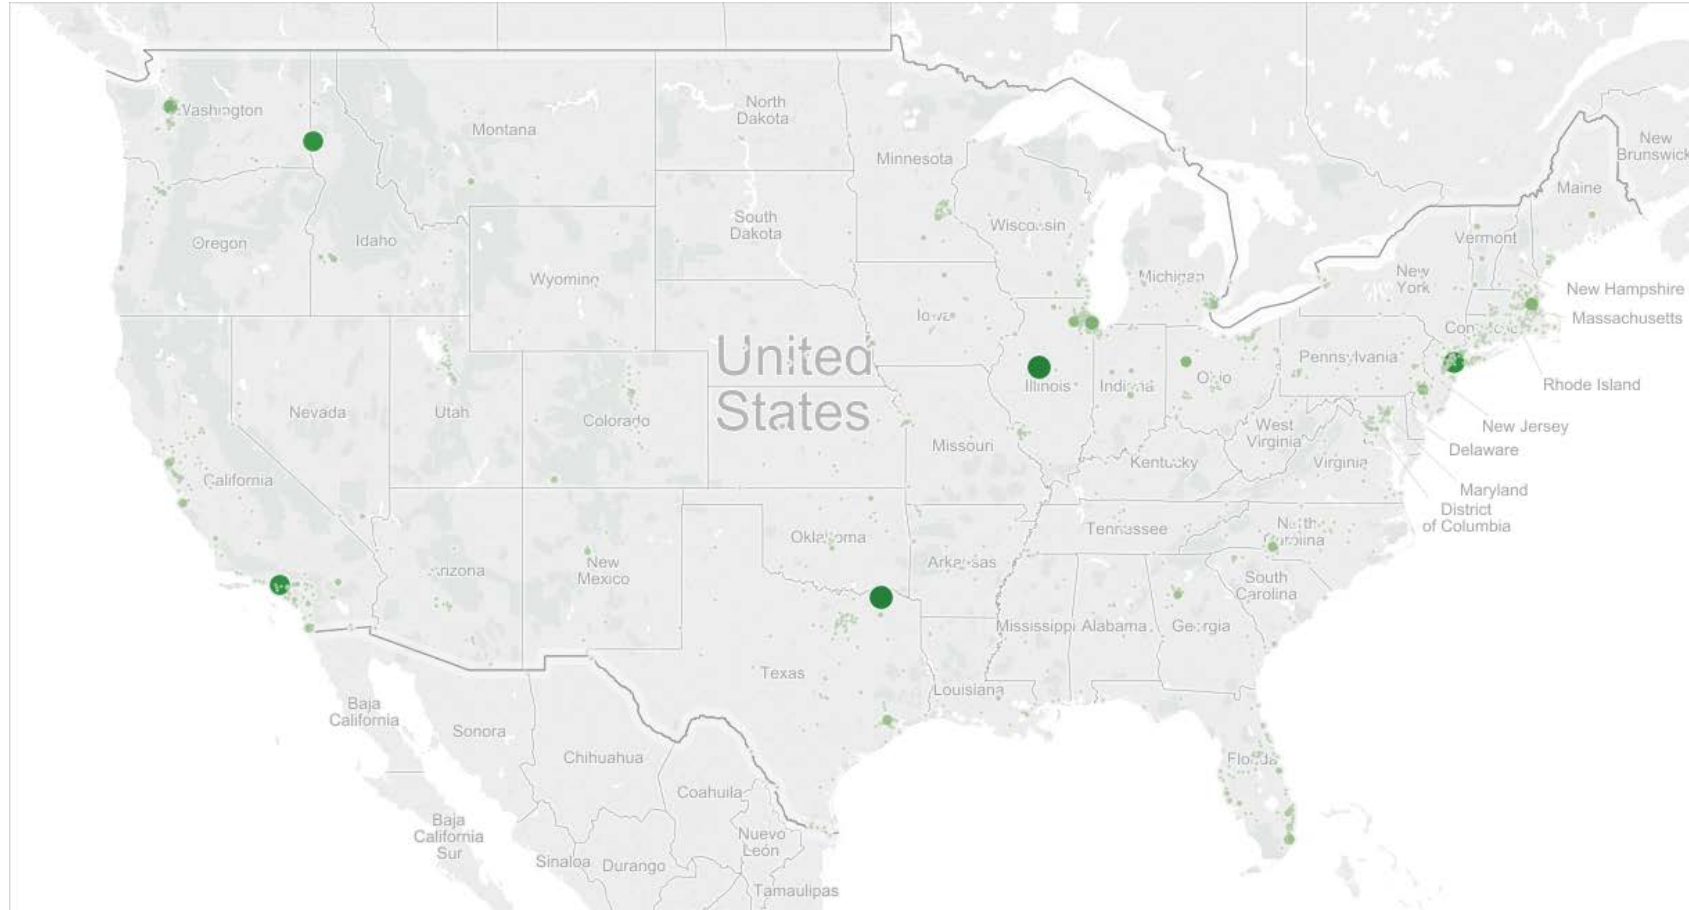 Washington
North
Dakota
Montana
Minnesota
New
Brunswick
Maine
South
Dakota
Wisconsin
Vermont
Oregon
Idaho
Wyoming
Michigan
New
York
New Hampshire
Massachusetts
Iowa
United
States
Pennsylvania
Rhode Island
Illinois
Indiana
Ohio
Nevada
Utah
Colorado
New Jersey
Delaware
West
Virginia
Missouri
Kentucky
Virginia
California
Maryland
District
of Columbia
Tennessee
North
Carolina
Oklahoma
Arkansas
Arizona
New
Mexico
South
Carolina
Mississippi
Alabama
Georgia
Texas
Louisiana
Baja
California
Sonora
Chihuahua
Florida
Coahuila
Baja
California
Sur
Nuevo
León
Sinaloa
Durango
Tamaulipas